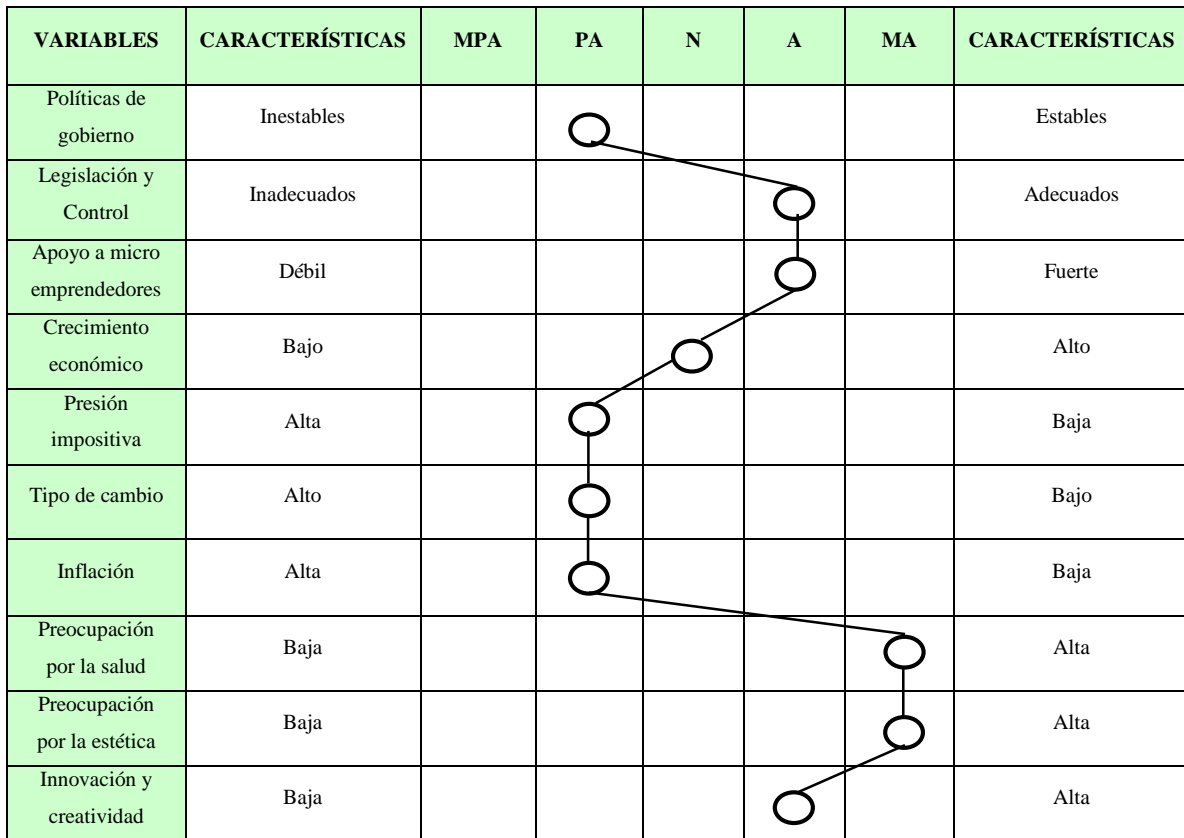 VARIABLES CARACTERÍSTICAS MPA PA N A MA CARACTERÍSTICAS
Políticas de
gobierno
Inestables
Estables
Legislación y
Control
Inadecuados
Adecuados
Apoyo a micro
emprendedores
Débil
Fuerte
Crecimiento
económico
Bajo
Alto
Presión
impositiva
Alta
Baja
Tipo de cambio
Alto
Bajo
Inflación
Alta
Baja
Preocupación
por la salud
Baja
Alta
Preocupación
por la estética
Baja
Alta
Innovación y
creatividad
Baja
Alta